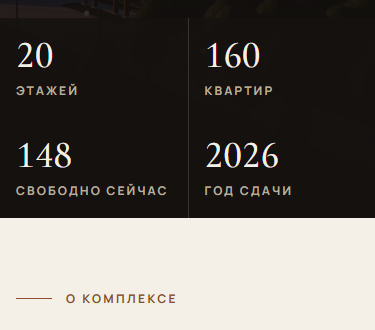 20
ЭТАЖЕЙ
160
КВАРТИР
148
СВОБОДНО СЕЙЧАС
2026
ГОД СДАЧИ
О КОМПЛЕКСЕ